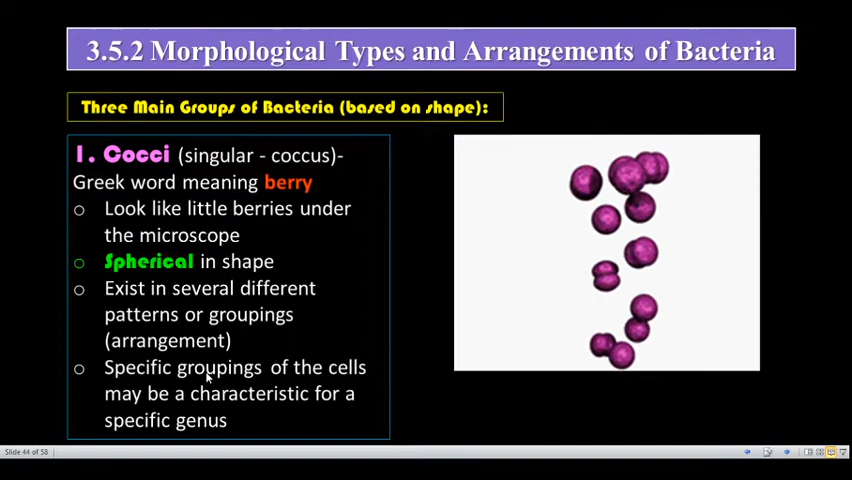 3.5.2 Morphological Types and Arrangements of Bacteria
Three Main Groups of Bacteria (based on shape):
1. Cocci (singular - coccus)-
Greek word meaning berry
o Look like little berries under
the microscope
o Spherical in shape
o Exist in several different
patterns or groupings
(arrangement)
o Specific groupings of the cells
may be a characteristic for a
specific genus
Slide 44 of 58